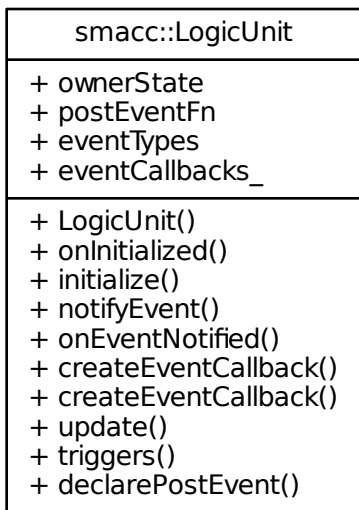 smacc::LogicUnit
+ ownerState
+ postEventFn
+ eventTypes
+ eventCallbacks_
+ LogicUnit()
+ onInitialized()
+ initialize()
+ notifyEvent()
+ onEventNotified()
+ createEventCallback()
+ createEventCallback()
+ update()
+ triggers()
+ declarePostEvent()